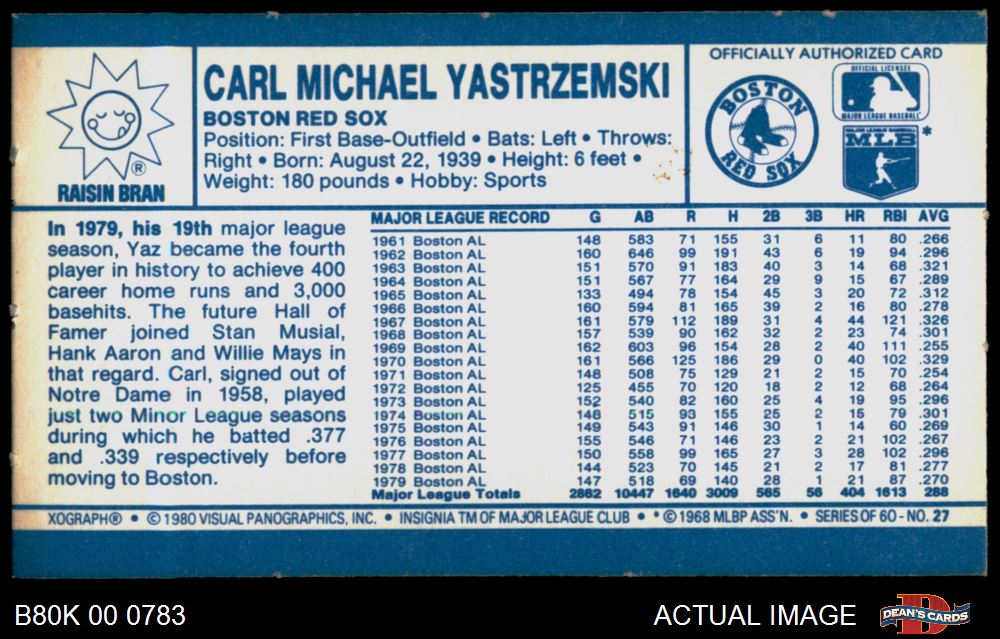 OFFICIALLY AUTHORIZED CARD
CARL MICHAEL YASTRZEMSKI
BOSTON RED SOX
Position: First Base-Outfield • Bats: Left • Throws:
Right • Born: August 22, 1939 • Height: 6 feet •
Weight: 180 pounds • Hobby: Sports
®
RAISIN BRAN
BOSTON
RED SOX
OFFICIAL LICENSEE
MAJOR LEAGUE BASEBALL
MAJOR LEAGUE BASEBALL
MLB *
In 1979, his 19th major league
season, Yaz became the fourth
player in history to achieve 400
career home runs and 3,000
basehits. The future Hall of
Famer joined Stan Musial,
Hank Aaron and Willie Mays in
that regard. Carl, signed out of
Notre Dame in 1958, played
just two Minor League seasons
during which he batted .377
and .339 respectively before
moving to Boston.
MAJOR LEAGUE RECORD G AB R H 2B 3B HR RBI AVG
1961 Boston AL 148 583 71 155 31 6 11 80 .266
1962 Boston AL 160 646 99 191 43 6 19 94 .296
1963 Boston AL 151 570 91 183 40 3 14 68 .321
1964 Boston AL 151 567 77 164 29 9 15 67 .289
1965 Boston AL 133 494 78 154 45 3 20 72 .312
1966 Boston AL 160 594 81 165 39 2 16 80 .278
1967 Boston AL 161 579 112 189 31 4 44 121 .326
1968 Boston AL 157 539 90 162 32 2 23 74 .301
1969 Boston AL 162 603 96 154 28 2 40 111 .255
1970 Boston AL 161 566 125 186 29 0 40 102 .329
1971 Boston AL 148 508 75 129 21 2 15 70 .254
1972 Boston AL 125 455 70 120 18 2 12 68 .264
1973 Boston AL 152 540 82 160 25 4 19 95 .296
1974 Boston AL 148 515 93 155 25 2 15 79 .301
1975 Boston AL 149 543 91 146 30 1 14 60 .269
1976 Boston AL 155 546 71 146 23 2 21 102 .267
1977 Boston AL 150 558 99 165 27 3 28 102 .296
1978 Boston AL 144 523 70 145 21 2 17 81 .277
1979 Boston AL 147 518 69 140 28 1 21 87 .270
Major League Totals 2862 10447 1640 3009 565 56 404 1613 288
XOGRAPH® • © 1980 VISUAL PANOGRAPHICS, INC. • INSIGNIA TM OF MAJOR LEAGUE CLUB • * © 1968 MLBP ASS'N. • SERIES OF 60 - NO. 27
B80K 00 0783
ACTUAL IMAGE
DEAN'S CARDS